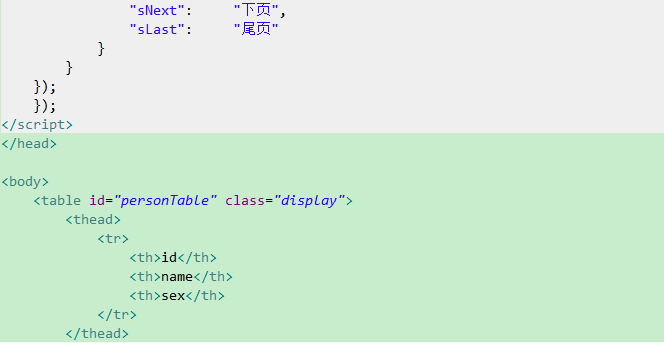 "sNext":     "下页",
                "sLast":     "尾页"
            }
        }
    });
    });
</script>
</head>

<body>
    <table id="personTable" class="display">
        <thead>
            <tr>
                <th>id</th>
                <th>name</th>
                <th>sex</th>
            </tr>
        </thead>